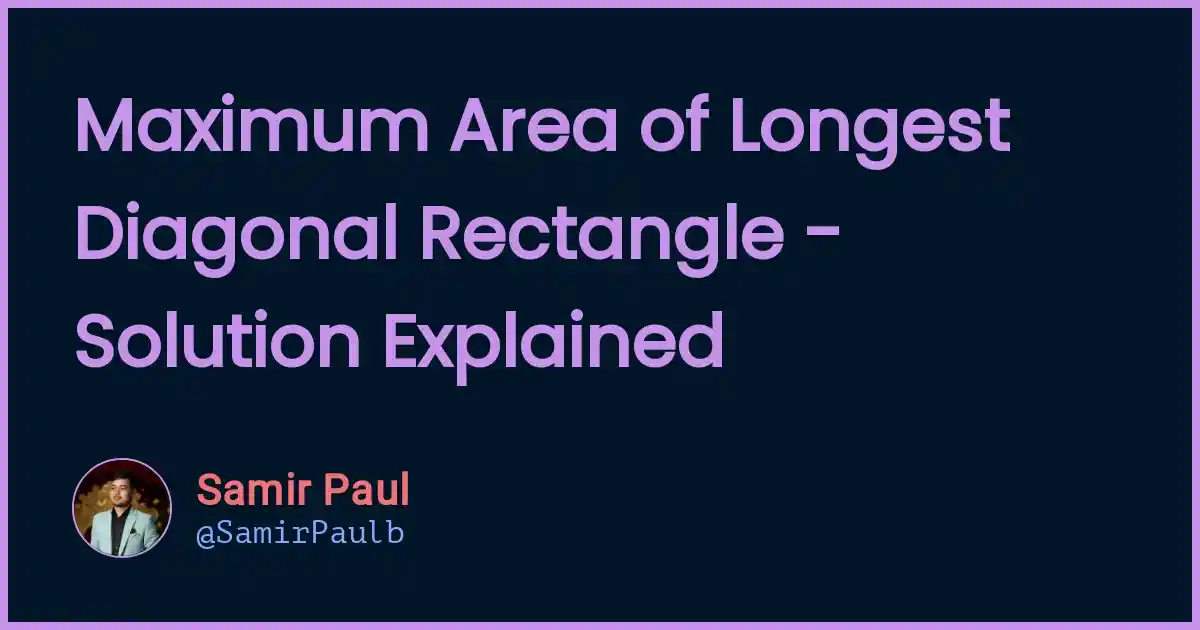 Maximum Area of Longest
Diagonal Rectangle -
Solution Explained
Samir Paul
@SamirPaulb